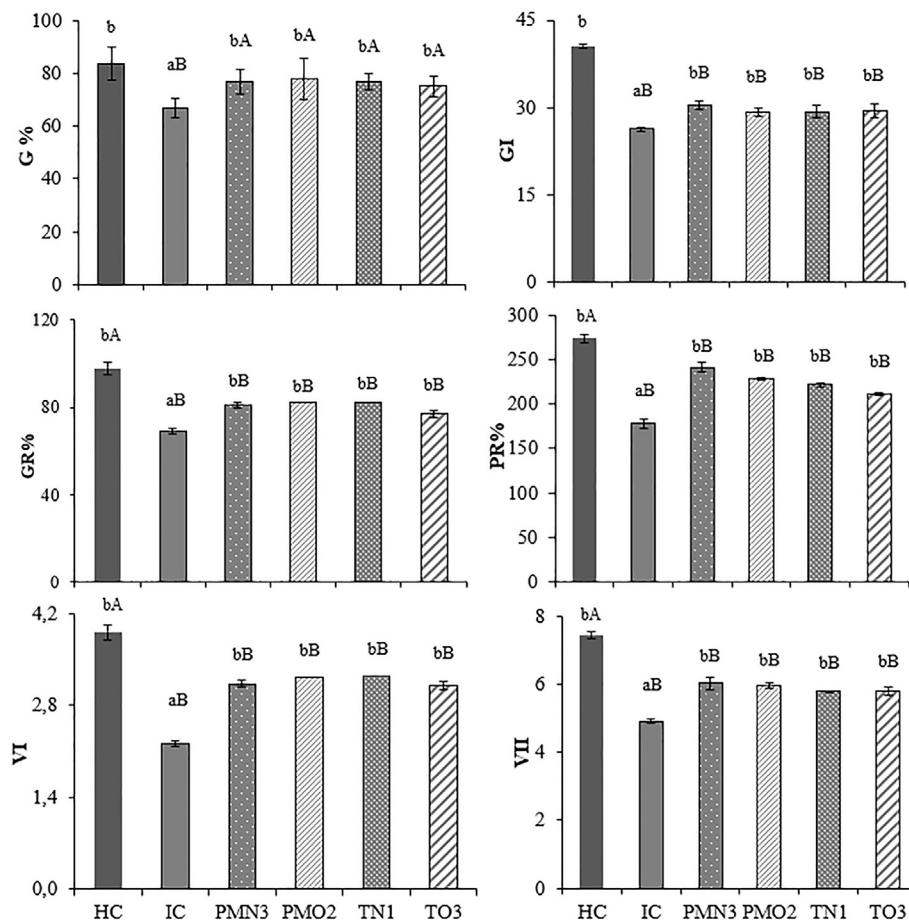 100
80
60
40
20
0
G %
b
aB
bA
bA
bA
bA
45
30
15
0
GI
b
aB
bB
bB
bB
bB
120
80
40
0
GR%
bA
aB
bB
bB
bB
bB
300
250
200
150
100
50
0
PR%
bA
aB
bB
bB
bB
bB
4,2
2,8
1,4
0,0
VI
bA
aB
bB
bB
bB
bB
HC IC PMN3 PMO2 TN1 TO3
8
6
4
2
0
VII
bA
aB
bB
bB
bB
bB
HC IC PMN3 PMO2 TN1 TO3